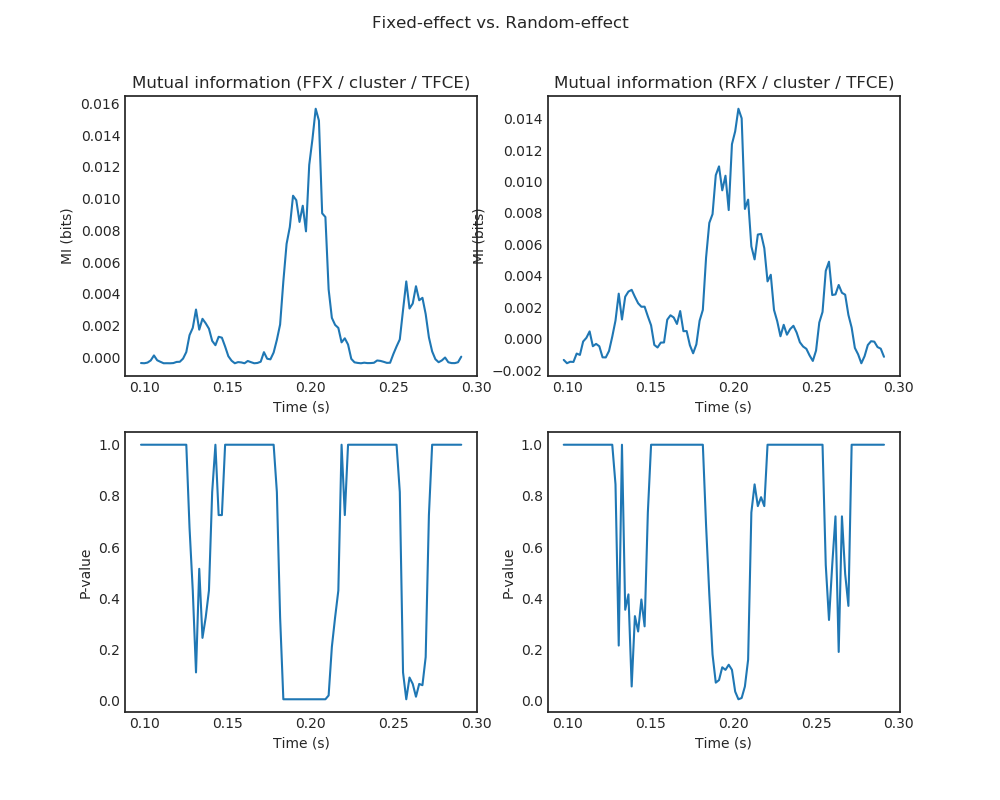 Fixed-effect vs. Random-effect
Mutual information (FFX / cluster / TFCE)
0.016
0.014
0.012
0.010
0.008
0.006
0.004
0.002
0.000
MI (bits)
0.10 0.15 0.20 0.25 0.30
Time (s)
Mutual information (RFX / cluster / TFCE)
0.014
0.012
0.010
0.008
0.006
0.004
0.002
0.000
−0.002
MI (bits)
0.10 0.15 0.20 0.25 0.30
Time (s)
1.0
0.8
0.6
0.4
0.2
0.0
P-value
0.10 0.15 0.20 0.25 0.30
Time (s)
1.0
0.8
0.6
0.4
0.2
0.0
P-value
0.10 0.15 0.20 0.25 0.30
Time (s)